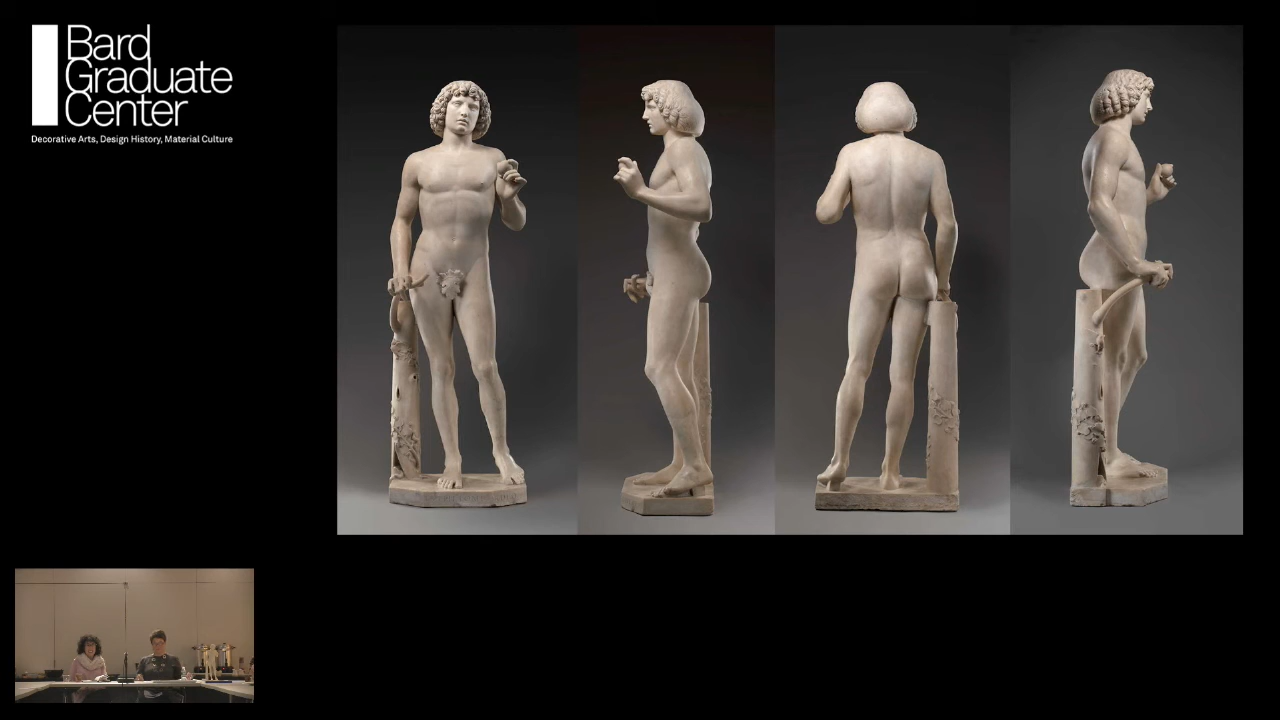 Bard
Graduate
Center
Decorative Arts, Design History, Material Culture